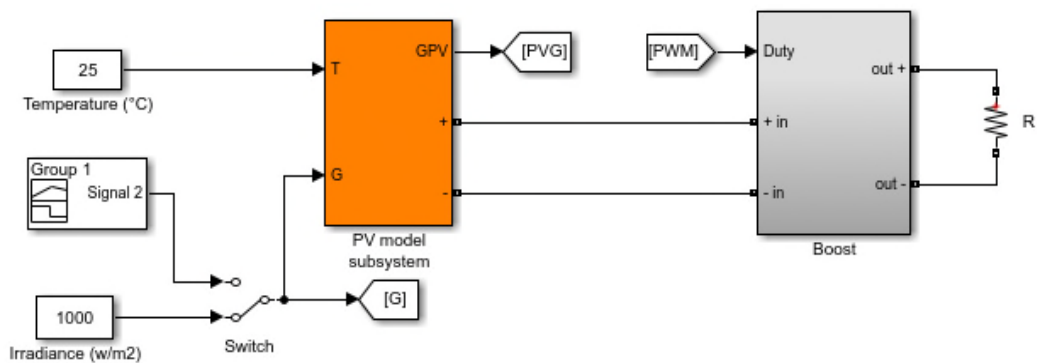 25
Temperature (°C)
Group 1
Signal 2
1000
Irradiance (w/m2)
Switch
T
G
GPV
+
-
PV model
subsystem
[PVG]
[G]
[PWM]
Duty
+ in
- in
out +
out -
Boost
R